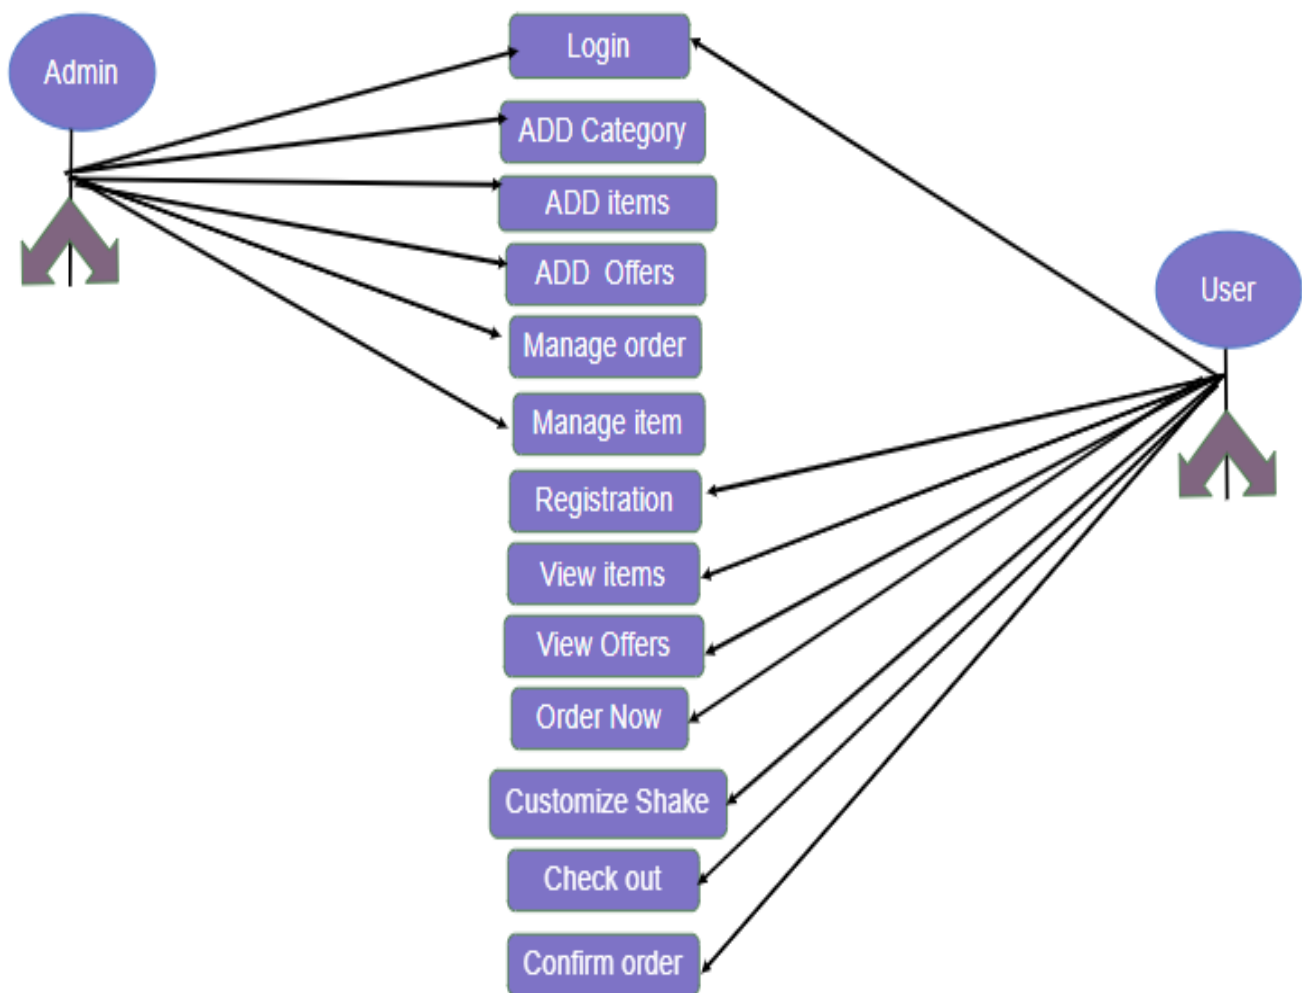 Admin
Login
ADD Category
ADD items
ADD Offers
Manage order
Manage item
User
Registration
View items
View Offers
Order Now
Customize Shake
Check out
Confirm order